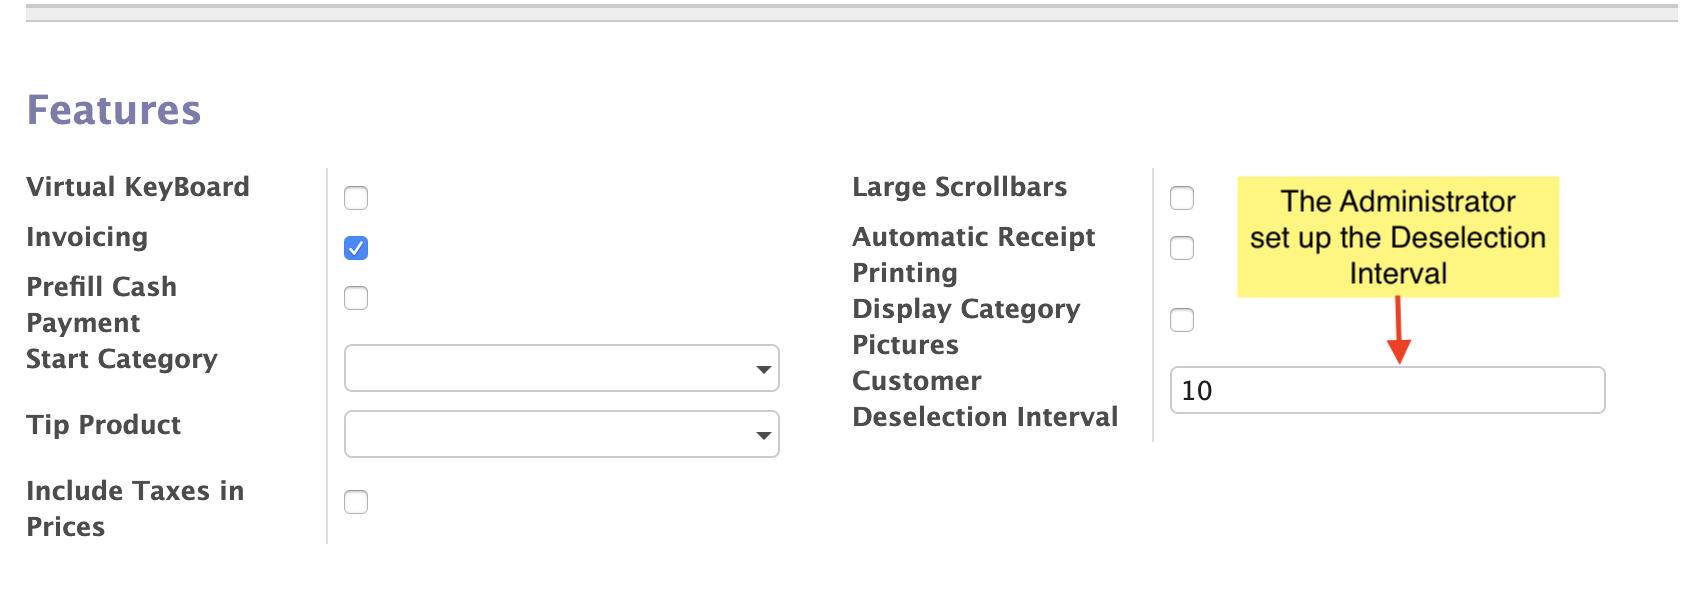 Features
Virtual KeyBoard
Invoicing
Prefill Cash
Payment
Start Category
Tip Product
Include Taxes in
Prices
Large Scrollbars
Automatic Receipt
Printing
Display Category
Pictures
Customer
Deselection Interval
10
The Administrator
set up the Deselection
Interval